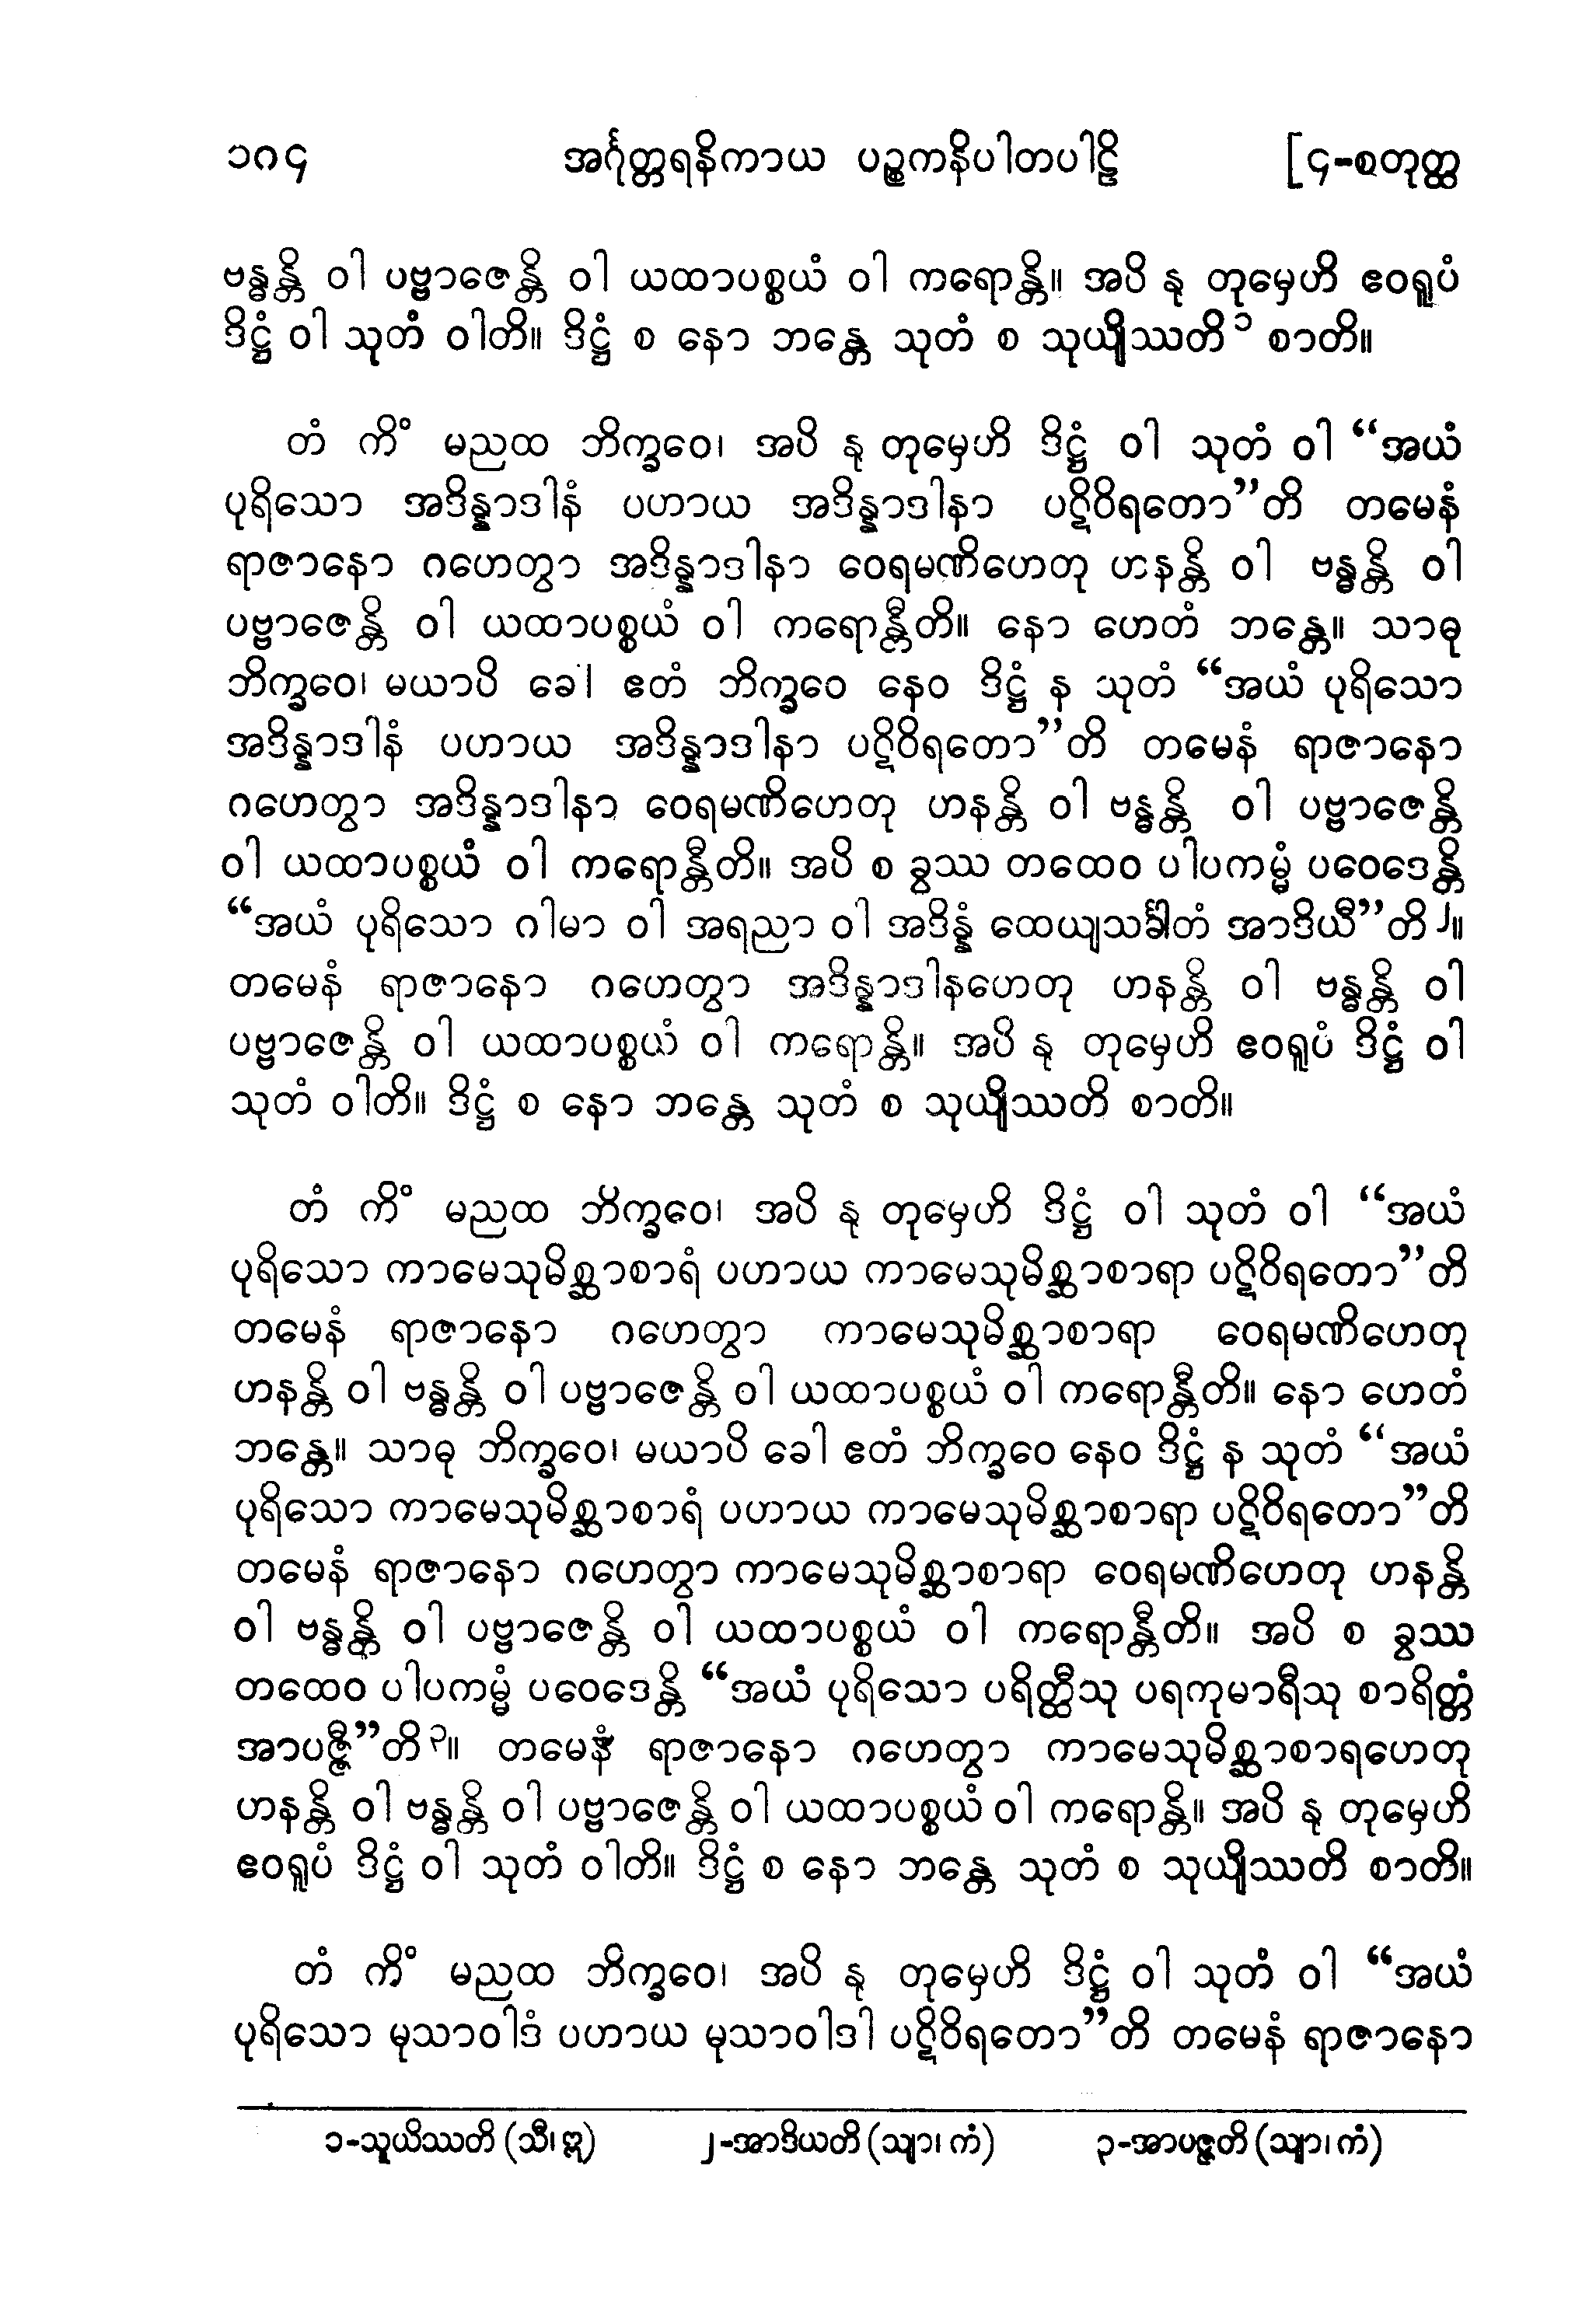 ၁၈၄ အင်္ဂုတ္တရနိကာယ ပဉ္စကနိပါတပါဠိ [၄-စတုတ္ထ
ဗန္ဓန္တိ ဝါ ပဗ္ဗာဇေန္တိ ဝါ ယထာပစ္စယံ ဝါ ကရောန္တိ။ အပိ နု တုမှေဟိ ဧဝရူပံ
ဒိဋ္ဌံ ဝါ သုတံ ဝါတိ။ ဒိဋ္ဌံ စ နော ဘန္တေ သုတံ စ သုယျိဿတိ ၁ စာတိ။
တံ ကိံ မညထ ဘိက္ခဝေ၊ အပိ နု တုမှေဟိ ဒိဋ္ဌံ ဝါ သုတံ ဝါ “အယံ
ပုရိသော အဒိန္နာဒါနံ ပဟာယ အဒိန္နာဒါနာ ပဋိဝိရတော”တိ တမေနံ
ရာဇာနော ဂဟေတွာ အဒိန္နာဒါနာ ဝေရမဏိဟေတု ဟနန္တိ ဝါ ဗန္ဓန္တိ ဝါ
ပဗ္ဗာဇေန္တိ ဝါ ယထာပစ္စယံ ဝါ ကရောန္တီတိ။ နော ဟေတံ ဘန္တေ။ သာဓု
ဘိက္ခဝေ၊ မယာပိ ခေါ ဧတံ ဘိက္ခဝေ နေဝ ဒိဋ္ဌံ န သုတံ “အယံ ပုရိသော
အဒိန္နာဒါနံ ပဟာယ အဒိန္နာဒါနာ ပဋိဝိရတော”တိ တမေနံ ရာဇာနော
ဂဟေတွာ အဒိန္နာဒါနာ ဝေရမဏိဟေတု ဟနန္တိ ဝါ ဗန္ဓန္တိ ဝါ ပဗ္ဗာဇေန္တိ
ဝါ ယထာပစ္စယံ ဝါ ကရောန္တီတိ။ အပိ စ ခွဿ တထေဝ ပါပကမ္မံ ပဝေဒေန္တိ
“အယံ ပုရိသော ဂါမာ ဝါ အရညာ ဝါ အဒိန္နံ ထေယျသင်္ခါတံ အာဒိယီ”တိ ၂။
တမေနံ ရာဇာနော ဂဟေတွာ အဒိန္နာဒါနဟေတု ဟနန္တိ ဝါ ဗန္ဓန္တိ ဝါ
ပဗ္ဗာဇေန္တိ ဝါ ယထာပစ္စယံ ဝါ ကရောန္တိ။ အပိ နု တုမှေဟိ ဧဝရူပံ ဒိဋ္ဌံ ဝါ
သုတံ ဝါတိ။ ဒိဋ္ဌံ စ နော ဘန္တေ သုတံ စ သုယျိဿတိ စာတိ။
တံ ကိံ မညထ ဘိက္ခဝေ၊ အပိ နု တုမှေဟိ ဒိဋ္ဌံ ဝါ သုတံ ဝါ “အယံ
ပုရိသော ကာမေသုမိစ္ဆာစာရံ ပဟာယ ကာမေသုမိစ္ဆာစာရာ ပဋိဝိရတော”တိ
တမေနံ ရာဇာနော ဂဟေတွာ ကာမေသုမိစ္ဆာစာရာ ဝေရမဏိဟေတု
ဟနန္တိ ဝါ ဗန္ဓန္တိ ဝါ ပဗ္ဗာဇေန္တိ ဝါ ယထာပစ္စယံ ဝါ ကရောန္တီတိ။ နော ဟေတံ
ဘန္တေ။ သာဓု ဘိက္ခဝေ၊ မယာပိ ခေါ ဧတံ ဘိက္ခဝေ နေဝ ဒိဋ္ဌံ န သုတံ “အယံ
ပုရိသော ကာမေသုမိစ္ဆာစာရံ ပဟာယ ကာမေသုမိစ္ဆာစာရာ ပဋိဝိရတော”တိ
တမေနံ ရာဇာနော ဂဟေတွာ ကာမေသုမိစ္ဆာစာရာ ဝေရမဏိဟေတု ဟနန္တိ
ဝါ ဗန္ဓန္တိ ဝါ ပဗ္ဗာဇေန္တိ ဝါ ယထာပစ္စယံ ဝါ ကရောန္တီတိ။ အပိ စ ခွဿ
တထေဝ ပါပကမ္မံ ပဝေဒေန္တိ “အယံ ပုရိသော ပရိတ္ထီသု ပရကုမာရီသု စာရိတ္တံ
အာပဇ္ဇီ”တိ ၃။ တမေနံ ရာဇာနော ဂဟေတွာ ကာမေသုမိစ္ဆာစာရဟေတု
ဟနန္တိ ဝါ ဗန္ဓန္တိ ဝါ ပဗ္ဗာဇေန္တိ ဝါ ယထာပစ္စယံ ဝါ ကရောန္တိ။ အပိ နု တုမှေဟိ
ဧဝရူပံ ဒိဋ္ဌံ ဝါ သုတံ ဝါတိ။ ဒိဋ္ဌံ စ နော ဘန္တေ သုတံ စ သုယျိဿတိ စာတိ။
တံ ကိံ မညထ ဘိက္ခဝေ၊ အပိ နု တုမှေဟိ ဒိဋ္ဌံ ဝါ သုတံ ဝါ “အယံ
ပုရိသော မုသာဝါဒံ ပဟာယ မုသာဝါဒါ ပဋိဝိရတော”တိ တမေနံ ရာဇာနော
၁-သူယိဿတိ (သီ၊ ဣ) ၂-အာဒိယတိ (သျာ၊ ကံ) ၃-အာပဇ္ဇတိ (သျာ၊ ကံ)